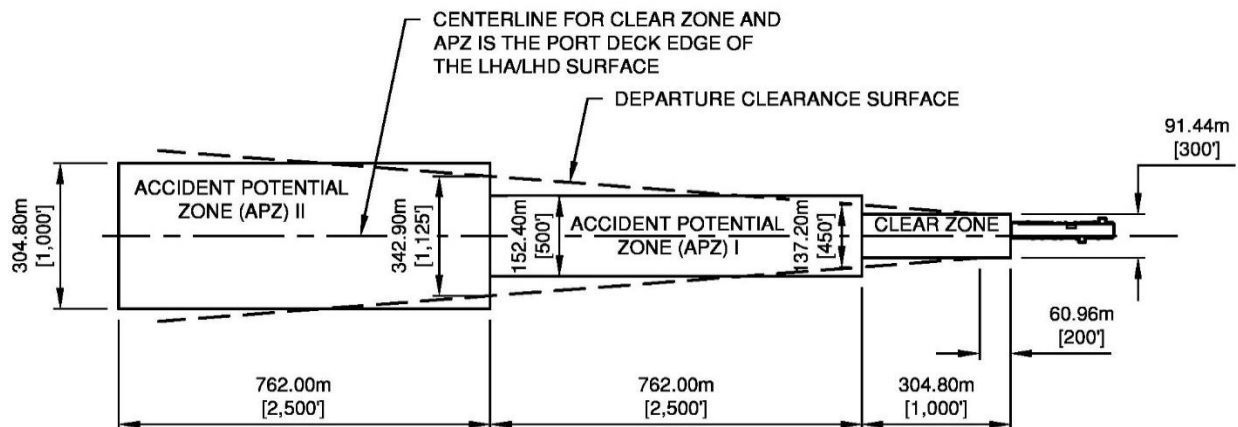 CENTERLINE FOR CLEAR ZONE AND
APZ IS THE PORT DECK EDGE OF
THE LHA/LHD SURFACE
DEPARTURE CLEARANCE SURFACE
91.44m
[300']
304.80m
[1,000']
ACCIDENT POTENTIAL
ZONE (APZ) II
342.90m
[1,125']
152.40m
[500']
ACCIDENT POTENTIAL
ZONE (APZ) I
137.20m
[450']
CLEAR ZONE
60.96m
[200']
762.00m
[2,500']
762.00m
[2,500']
304.80m
[1,000']